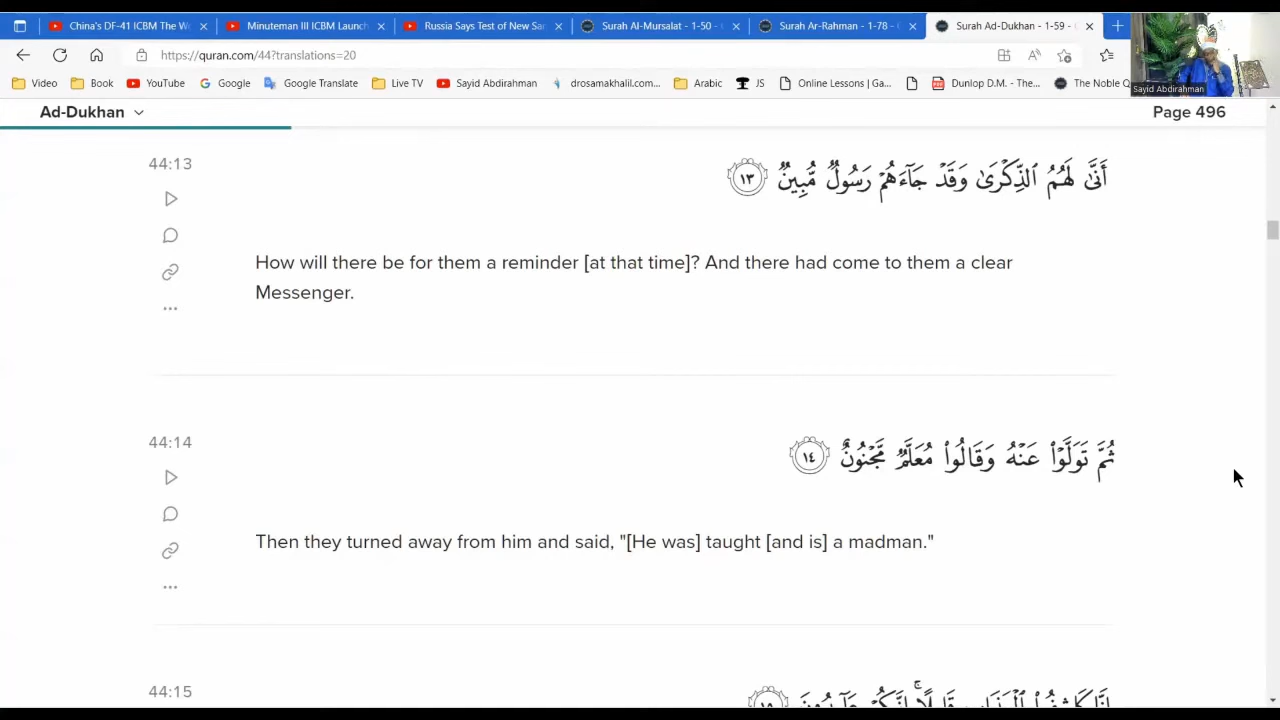 China's DF-41 ICBM The Wo
Minuteman III ICBM Launch
Russia Says Test of New Sar
Surah Al-Mursalat - 1-50 -
Surah Ar-Rahman - 1-78 -
Surah Ad-Dukhan - 1-59 -
https://quran.com/44?translations=20
Video Book YouTube Google Google Translate Live TV Sayid Abdirahman drosamakhalil.com... Arabic JS Online Lessons | Ga... Dunlop D.M. - The... The Noble Q
Sayid Abdirahman
Ad-Dukhan
Page 496
44:13
أَنَّىٰ لَهُمُ ٱلذِّكْرَىٰ وَقَدْ جَآءَهُمْ رَسُولٌ مُّبِينٌ ١٣
How will there be for them a reminder [at that time]? And there had come to them a clear
Messenger.
44:14
ثُمَّ تَوَلَّوْا۟ عَنْهُ وَقَالُوا۟ مُعَلَّمٌ مَّجْنُونٌ ١٤
Then they turned away from him and said, "[He was] taught [and is] a madman."
44:15